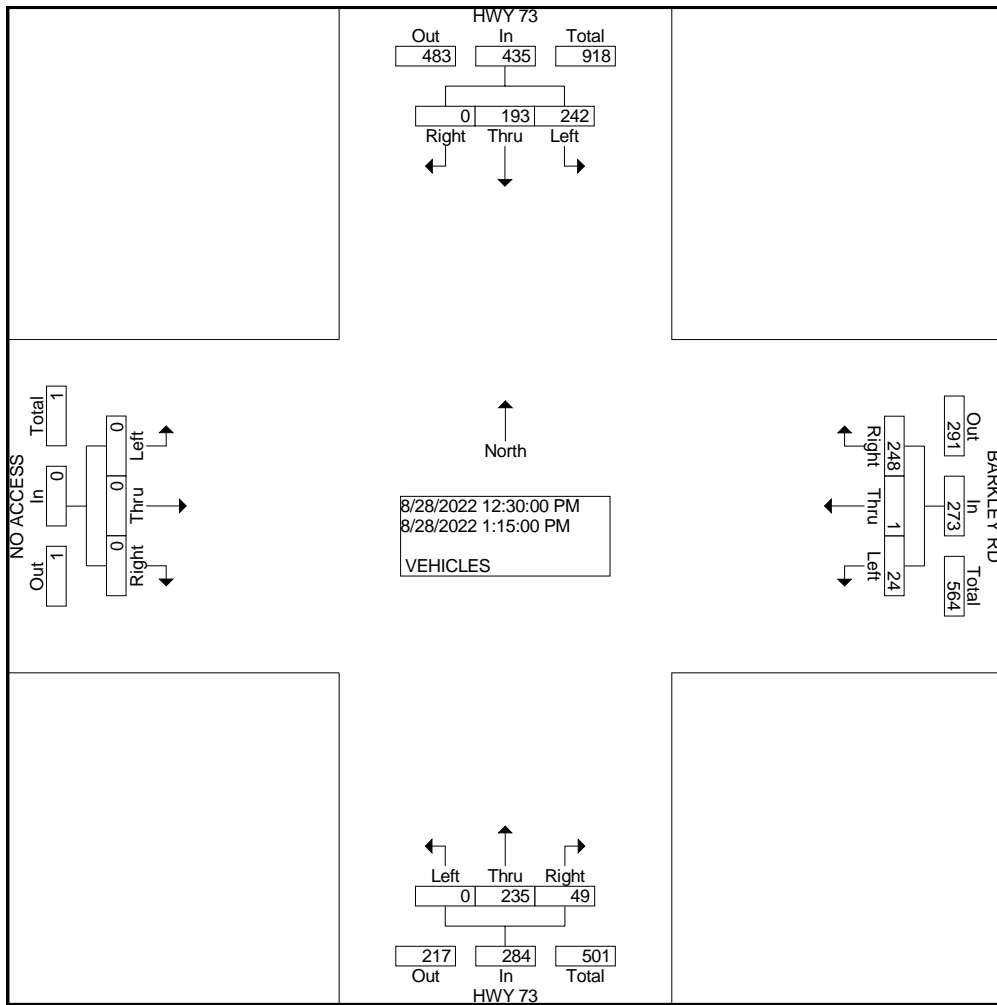 HWY 73
Out In Total
483 435 918
0 193 242
Right Thru Left
NO ACCESS
Total In Out
1 0 1
0 0 0
Left Thru Right
North
8/28/2022 12:30:00 PM
8/28/2022 1:15:00 PM
VEHICLES
Right Thru Left
248 1 24
291 273 564
Out In Total
BARKLEY RD
Left Thru Right
0 235 49
217 284 501
Out In Total
HWY 73